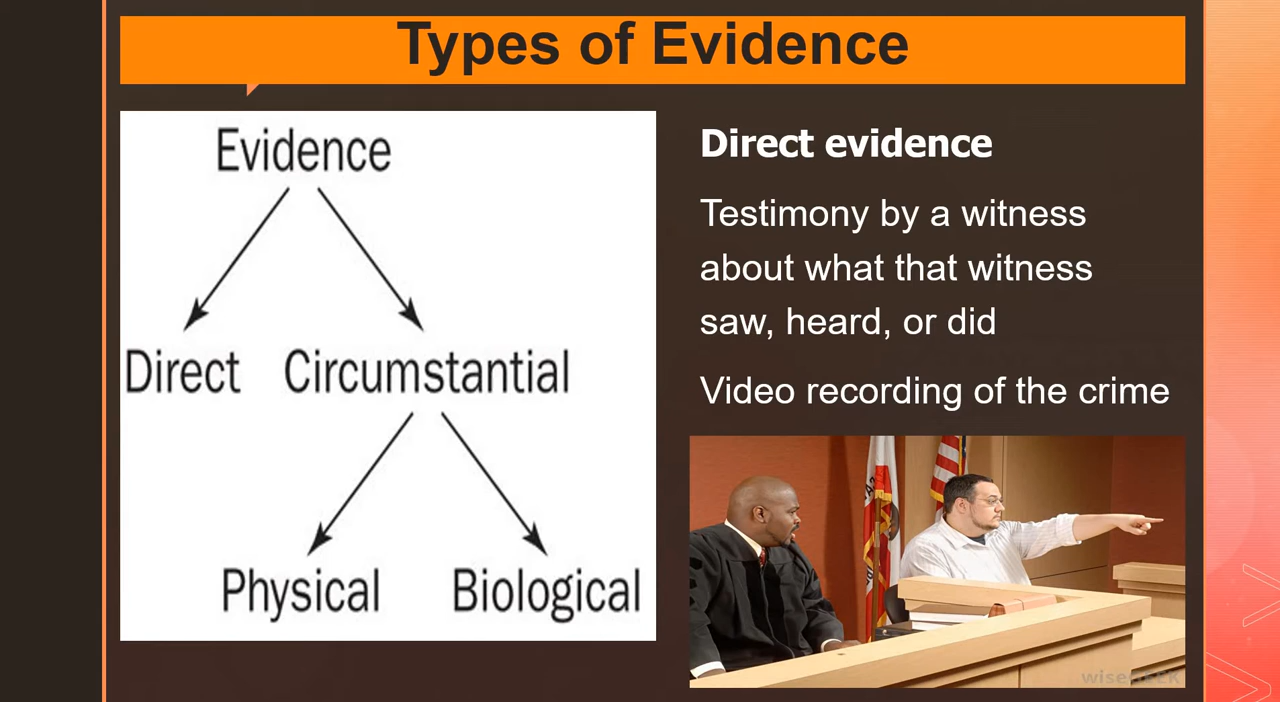 Types of Evidence
Evidence
Direct Circumstantial
Physical Biological
Direct evidence
Testimony by a witness
about what that witness
saw, heard, or did
Video recording of the crime
wiseGEEK